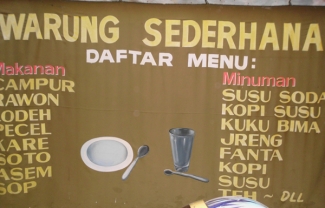 WARUNG SEDERHANA
DAFTAR MENU:
Makanan
CAMPUR
RAWON
LODEH
PECEL
KARE
SOTO
ASEM
SOP
Minuman
SUSU SODA
KOPI SUSU
KUKU BIMA
JRENG
FANTA
KOPI
SUSU
TEH ~ DLL